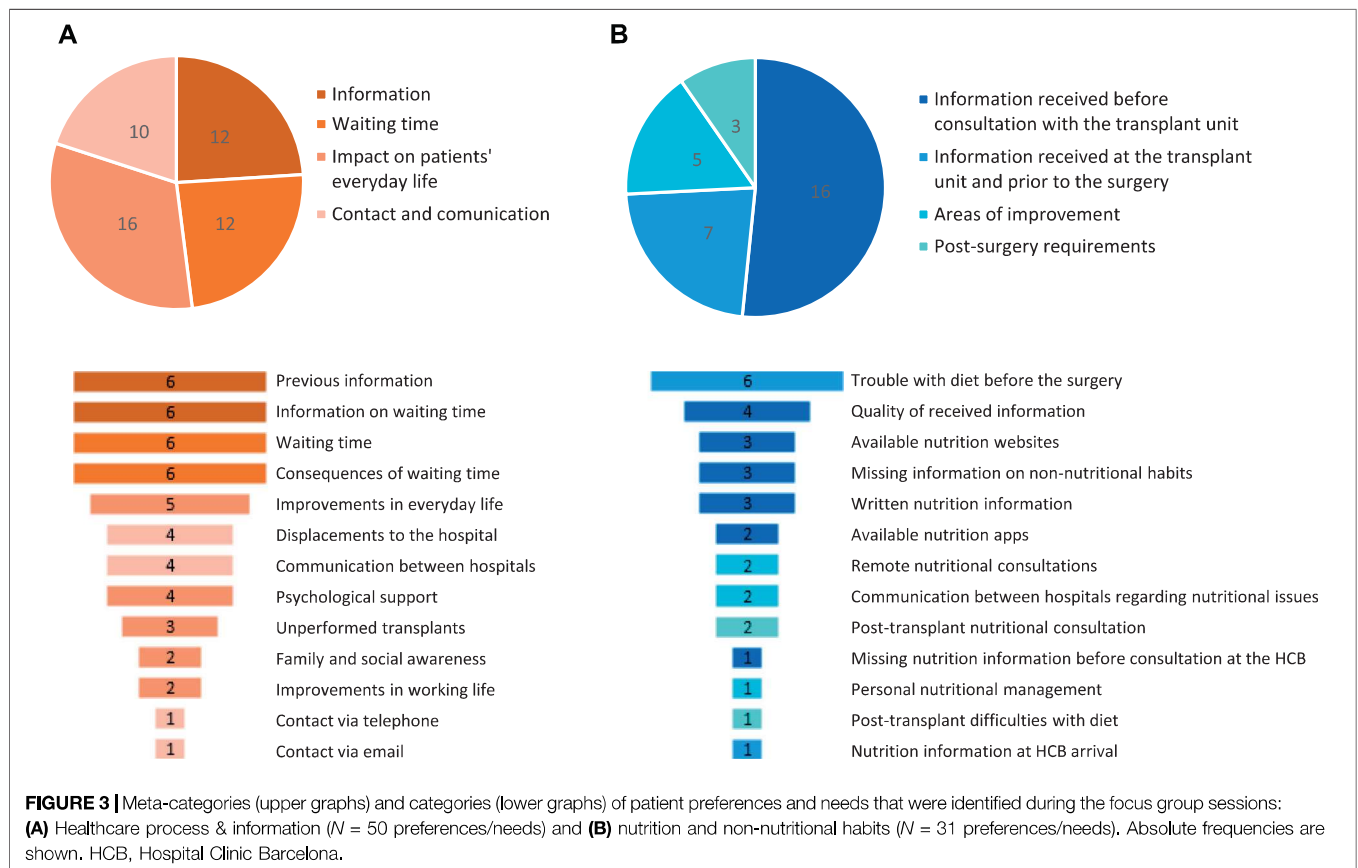 A
10
12
16
12
Information
Waiting time
Impact on patients'
everyday life
Contact and comunication
B
3
5
7
16
Information received before
consultation with the transplant unit
Information received at the transplant
unit and prior to the surgery
Areas of improvement
Post-surgery requirements
6 Previous information
6 Information on waiting time
6 Waiting time
6 Consequences of waiting time
5 Improvements in everyday life
4 Displacements to the hospital
4 Communication between hospitals
4 Psychological support
3 Unperformed transplants
2 Family and social awareness
2 Improvements in working life
1 Contact via telephone
1 Contact via email
6 Trouble with diet before the surgery
4 Quality of received information
3 Available nutrition websites
3 Missing information on non-nutritional habits
3 Written nutrition information
2 Available nutrition apps
2 Remote nutritional consultations
2 Communication between hospitals regarding nutritional issues
2 Post-transplant nutritional consultation
1 Missing nutrition information before consultation at the HCB
1 Personal nutritional management
1 Post-transplant difficulties with diet
1 Nutrition information at HCB arrival
FIGURE 3 | Meta-categories (upper graphs) and categories (lower graphs) of patient preferences and needs that were identified during the focus group sessions:
(A) Healthcare process & information (N = 50 preferences/needs) and (B) nutrition and non-nutritional habits (N = 31 preferences/needs). Absolute frequencies are
shown. HCB, Hospital Clinic Barcelona.